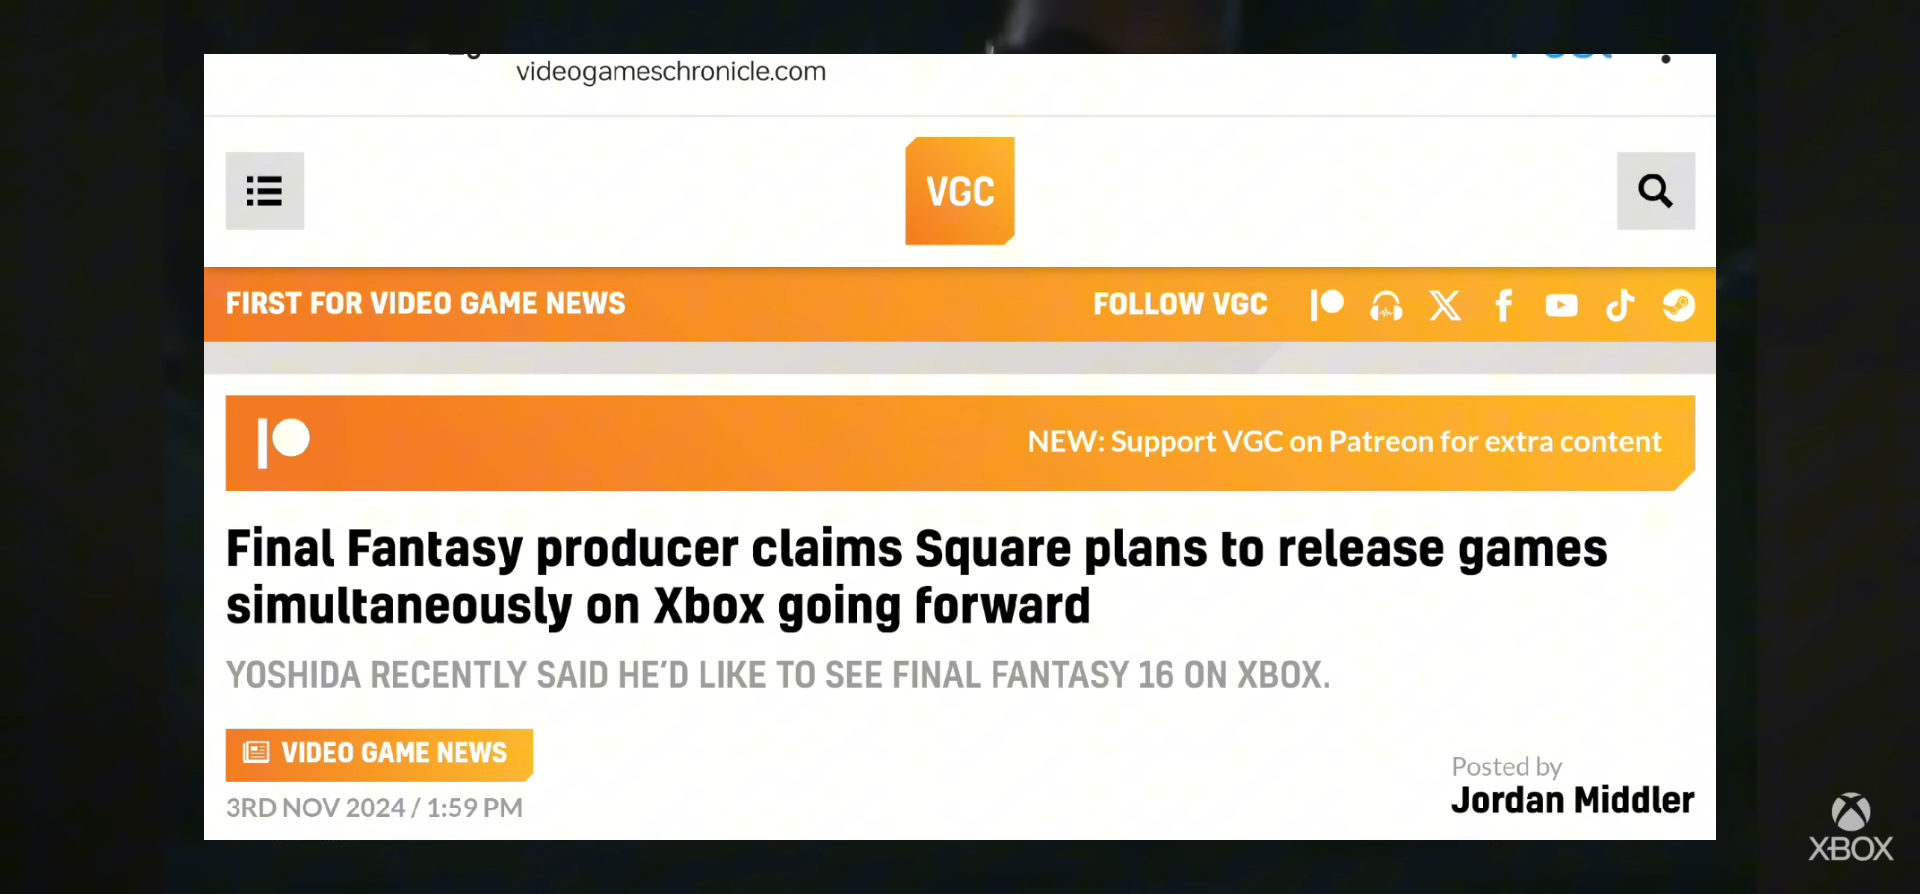 videogameschronicle.com
VGC
FIRST FOR VIDEO GAME NEWS
FOLLOW VGC
NEW: Support VGC on Patreon for extra content
Final Fantasy producer claims Square plans to release games
simultaneously on Xbox going forward
YOSHIDA RECENTLY SAID HE'D LIKE TO SEE FINAL FANTASY 16 ON XBOX.
VIDEO GAME NEWS
3RD NOV 2024 / 1:59 PM
Posted by
Jordan Middler
XBOX